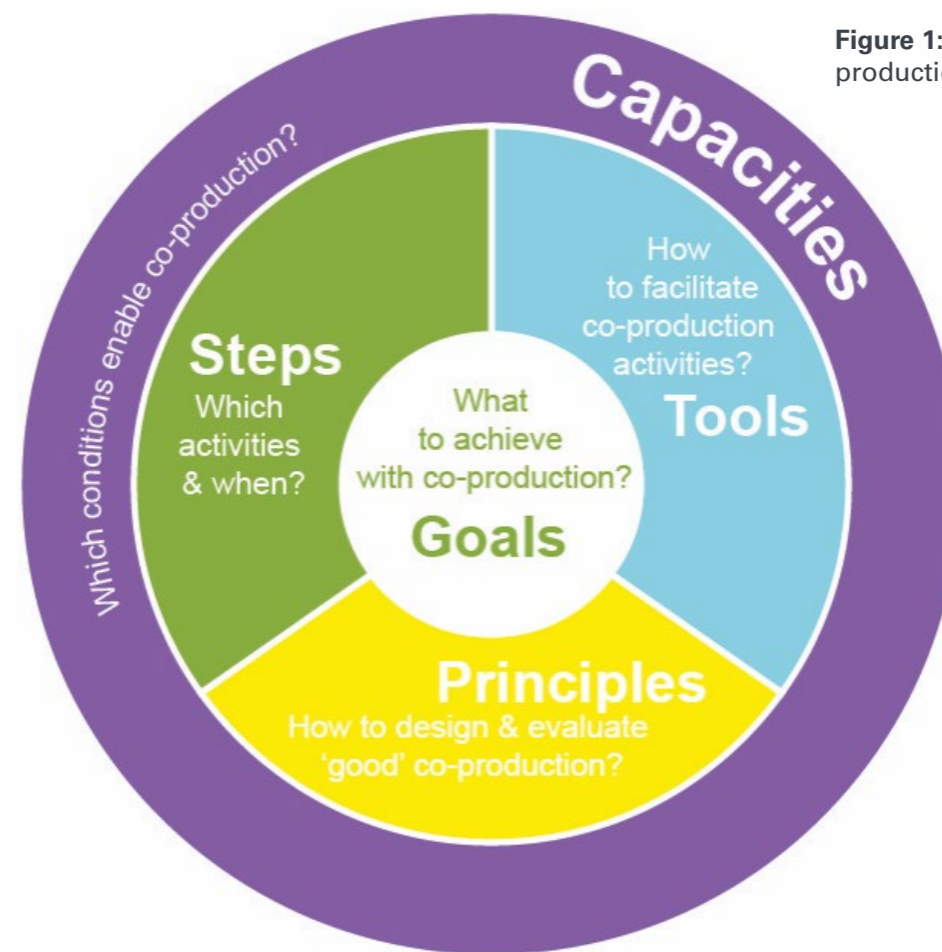 Figure 1:
Capacities
Which conditions enable co-production?
How
to facilitate
co-production
activities?
Tools
Steps
Which
activities
& when?
What
to achieve
with co-production?
Goals
Principles
How to design & evaluate
‘good’ co-production?